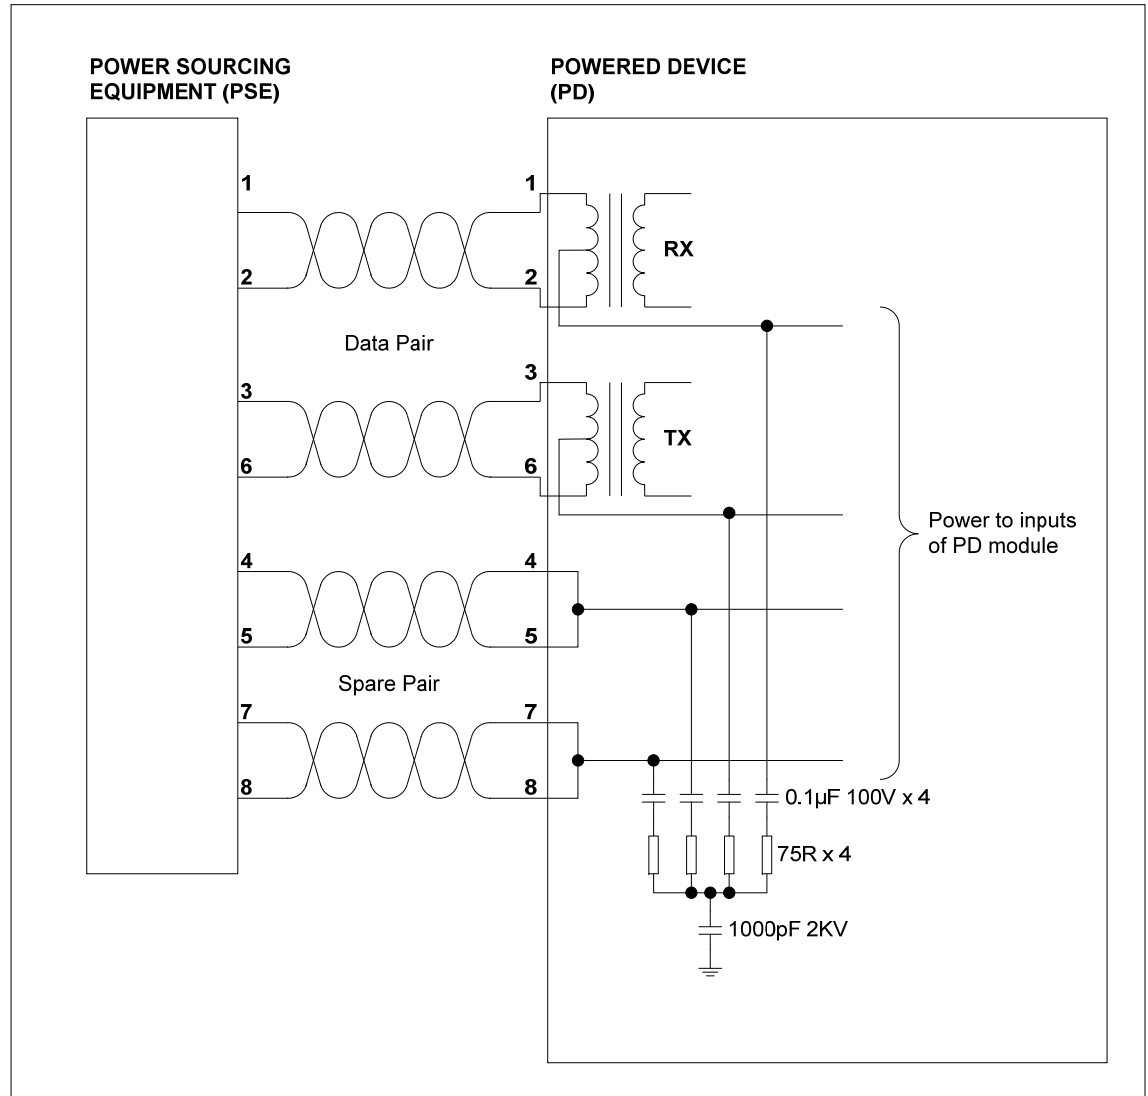 POWER SOURCING
EQUIPMENT (PSE)
POWERED DEVICE
(PD)
1
1
2
2
RX
Data Pair
3
3
6
6
TX
Power to inputs
of PD module
4
4
5
5
Spare Pair
7
7
8
8
0.1µF 100V x 4
75R x 4
1000pF 2KV